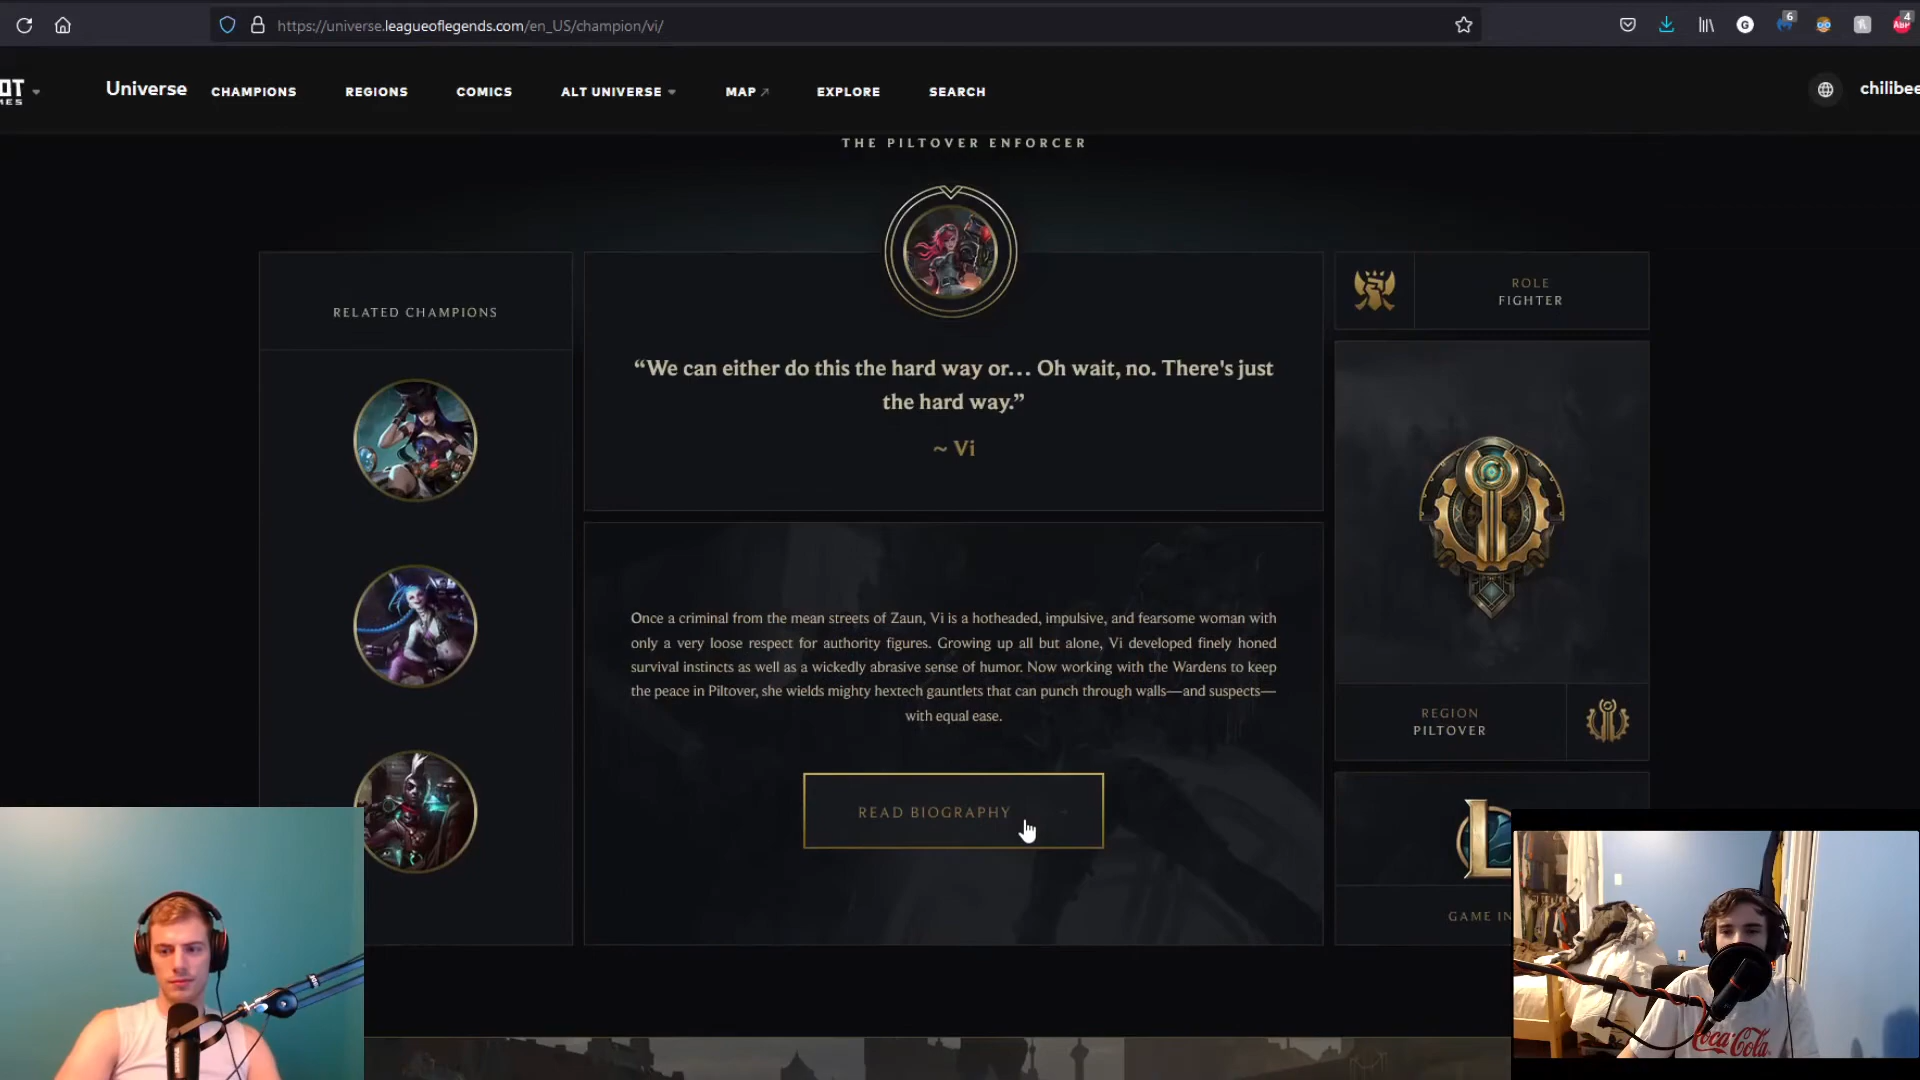 https://universe.leagueoflegends.com/en_US/champion/vi/
6
G
4
Universe
CHAMPIONS
REGIONS
COMICS
ALT UNIVERSE
MAP
EXPLORE
SEARCH
chilibee
THE PILTOVER ENFORCER
RELATED CHAMPIONS
“We can either do this the hard way or… Oh wait, no. There's just
the hard way.”
~ Vi
Once a criminal from the mean streets of Zaun, Vi is a hotheaded, impulsive, and fearsome woman with
only a very loose respect for authority figures. Growing up all but alone, Vi developed finely honed
survival instincts as well as a wickedly abrasive sense of humor. Now working with the Wardens to keep
the peace in Piltover, she wields mighty hextech gauntlets that can punch through walls—and suspects—
with equal ease.
READ BIOGRAPHY
ROLE
FIGHTER
REGION
PILTOVER
GAME IN
Coca-Cola